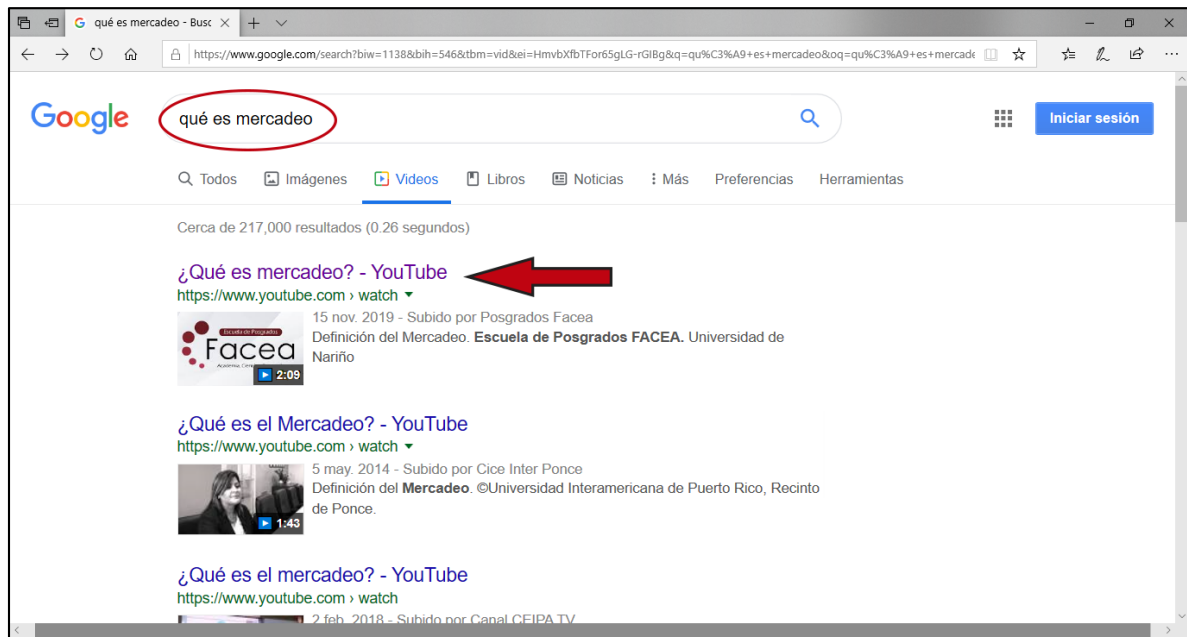 qué es mercadeo - Busc
https://www.google.com/search?biw=1138&bih=546&tbm=vid&ei=HmvbXfbTFor65gLG-rGIBg&q=qu%C3%A9+es+mercadeo&oq=qu%C3%A9+es+mercade
Google
qué es mercadeo
Iniciar sesión
Todos Imágenes Videos Libros Noticias Más Preferencias Herramientas
Cerca de 217,000 resultados (0.26 segundos)
¿Qué es mercadeo? - YouTube
https://www.youtube.com › watch
15 nov. 2019 - Subido por Posgrados Facea
Definición del Mercadeo. Escuela de Posgrados FACEA. Universidad de
Nariño
Escuela de Posgrados
Facea
2:09
¿Qué es el Mercadeo? - YouTube
https://www.youtube.com › watch
5 may. 2014 - Subido por Cice Inter Ponce
Definición del Mercadeo. ©Universidad Interamericana de Puerto Rico, Recinto
de Ponce.
1:43
¿Qué es el mercadeo? - YouTube
https://www.youtube.com › watch
2 feb. 2018 - Subido por Canal CEIPA TV